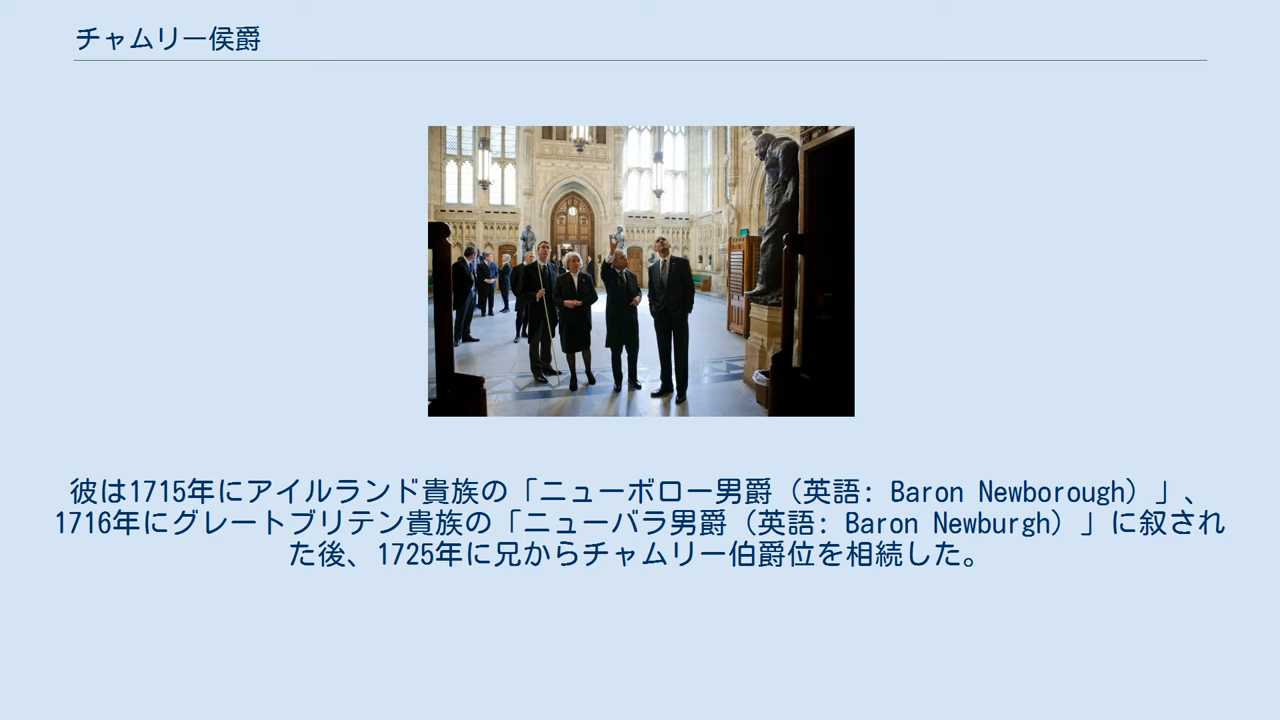 チャムリー侯爵
彼は1715年にアイルランド貴族の「ニューボロー男爵（英語: Baron Newborough）」、
1716年にグレートブリテン貴族の「ニューバラ男爵（英語: Baron Newburgh）」に叙され
た後、1725年に兄からチャムリー伯爵位を相続した。